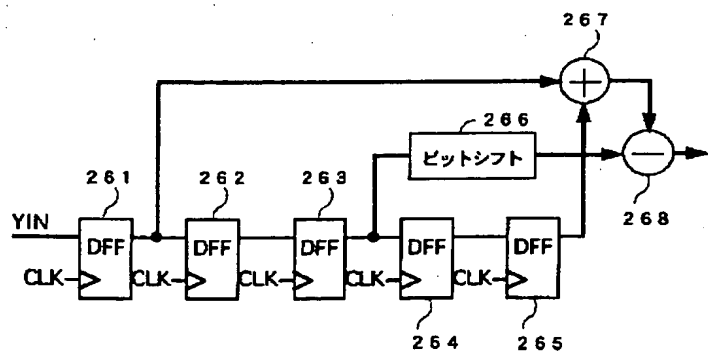 267
266
ビットシフト
268
261
262
263
YIN
DFF
DFF
DFF
DFF
DFF
CLK
CLK
CLK
CLK
CLK
264
265